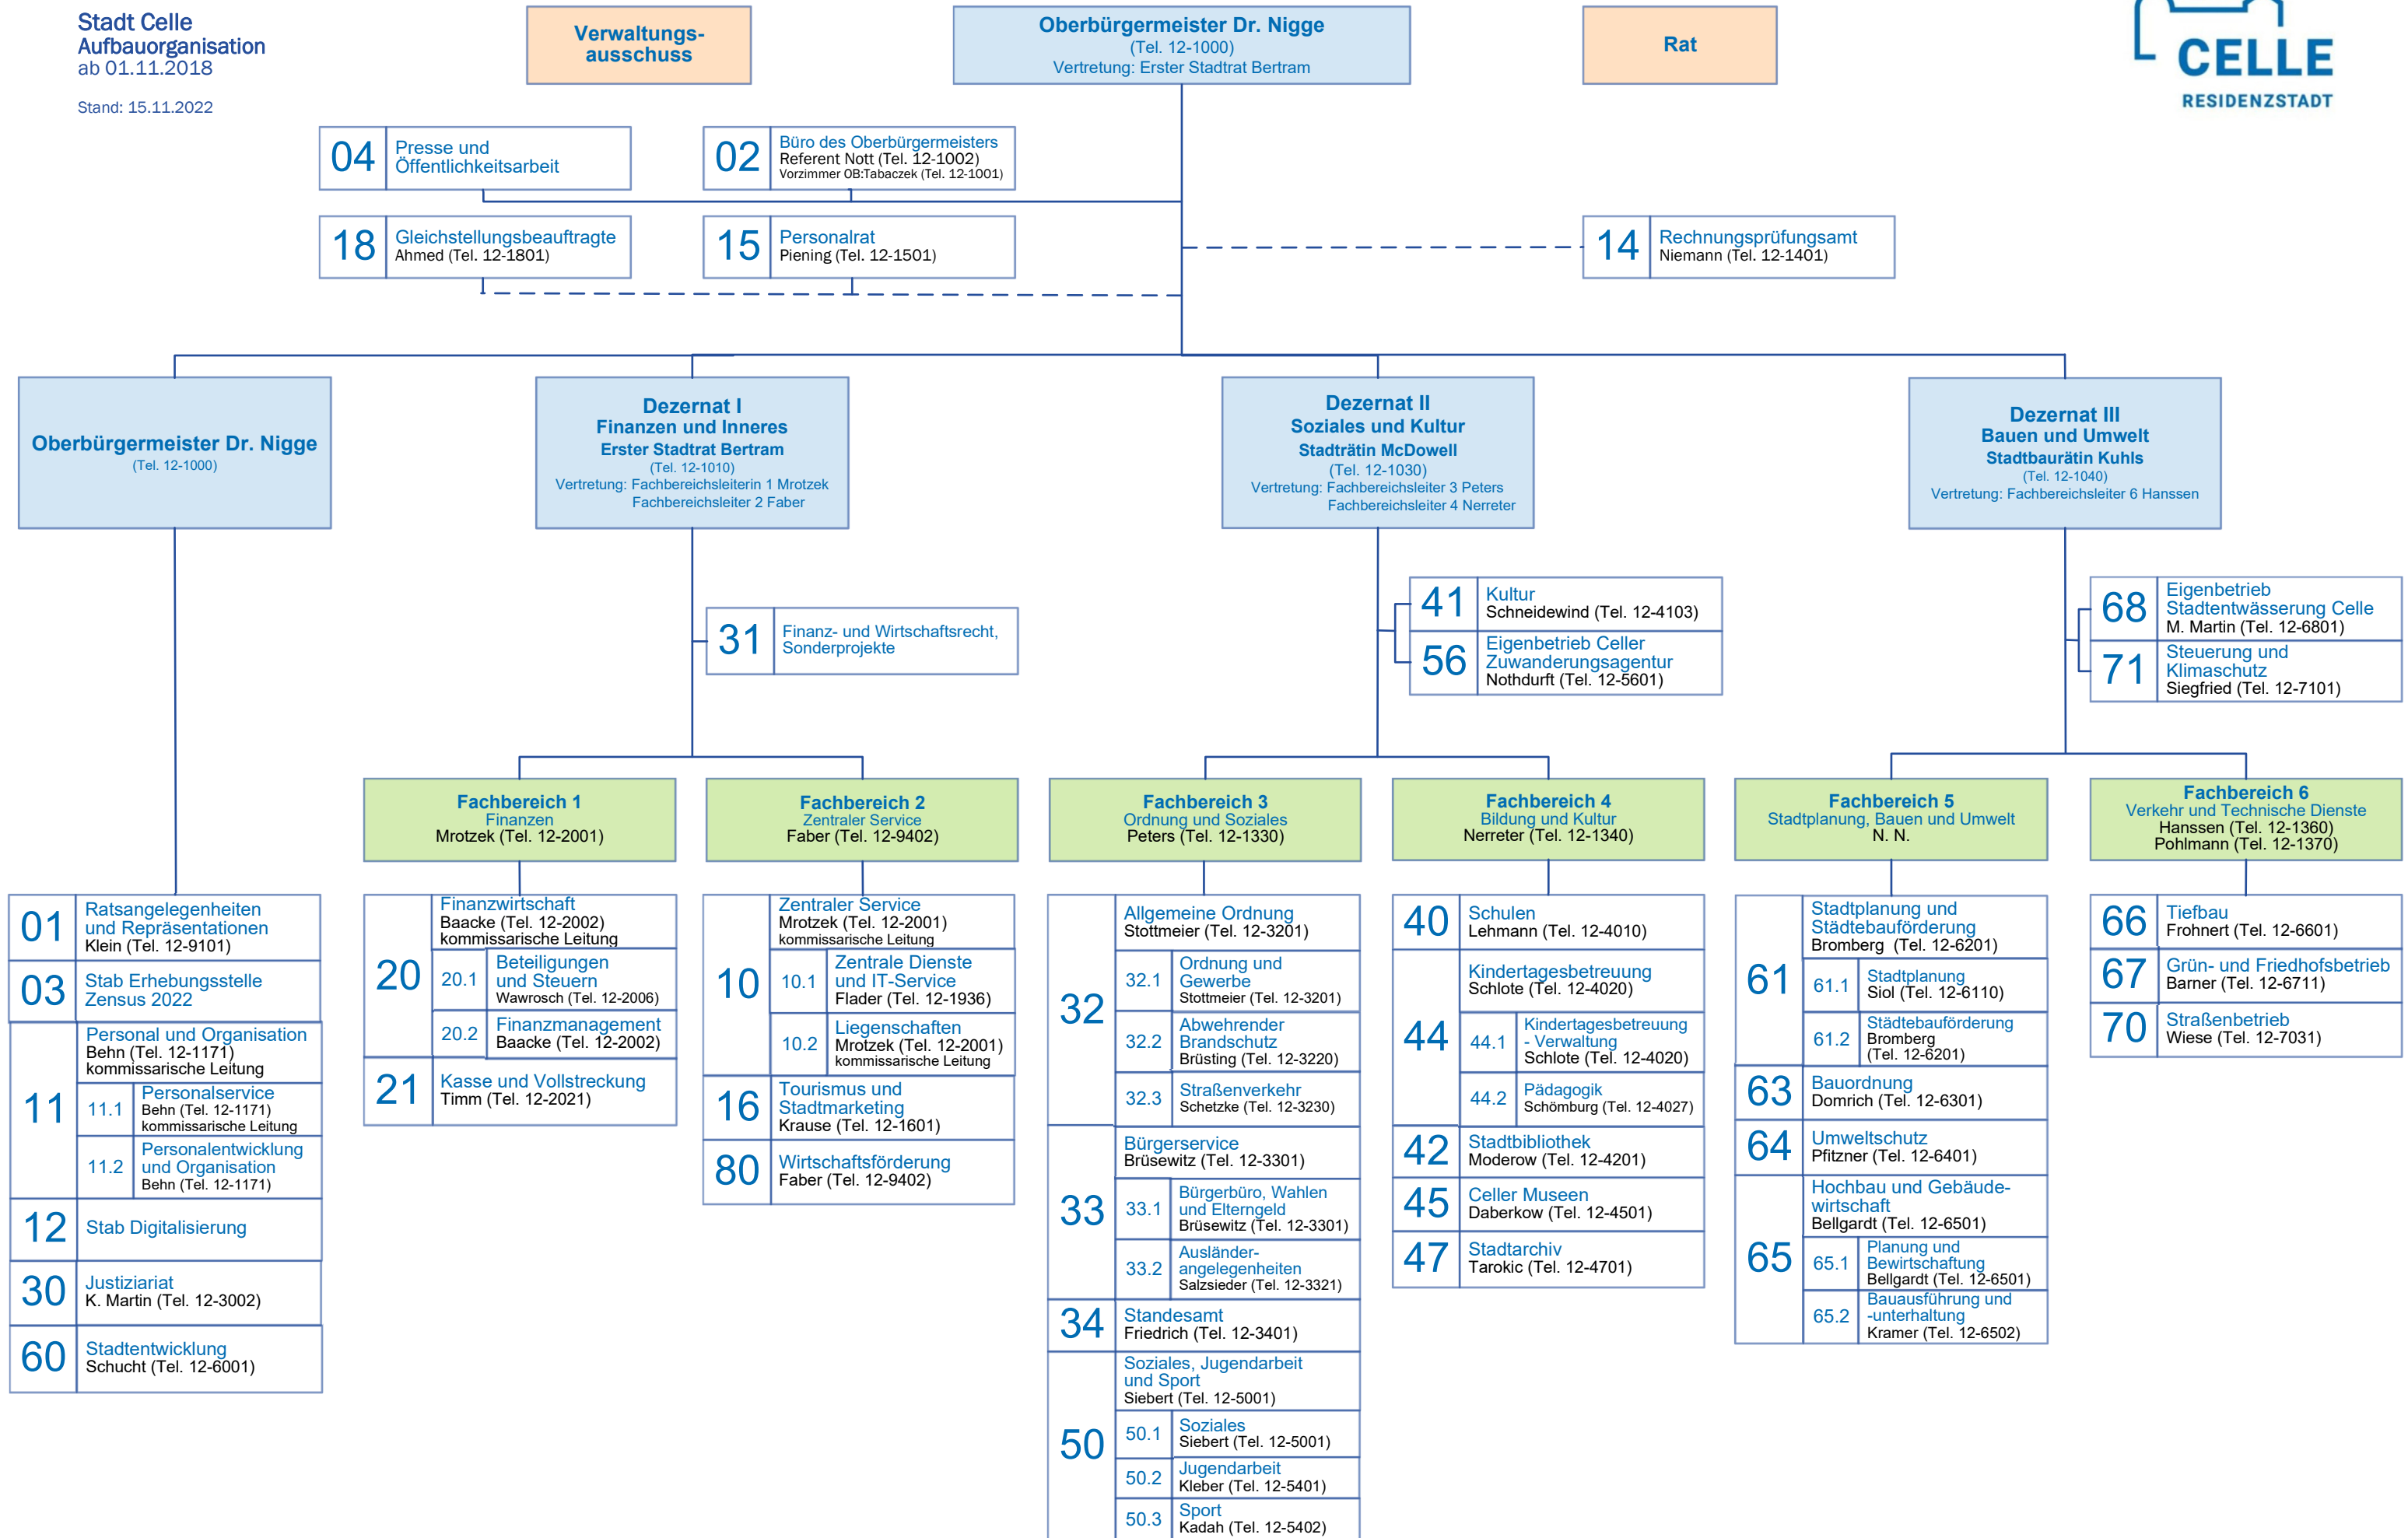 Stadt Celle
Aufbauorganisation
ab 01.11.2018
Stand: 15.11.2022
Verwaltungs-
ausschuss
Oberbürgermeister Dr. Nigge
(Tel. 12-1000)
Vertretung: Erster Stadtrat Bertram
Rat
CELLE
RESIDENZSTADT
04
Presse und
Öffentlichkeitsarbeit
02
Büro des Oberbürgermeisters
Referent Nott (Tel. 12-1002)
Vorzimmer OB:Tabaczek (Tel. 12-1001)
18
Gleichstellungsbeauftragte
Ahmed (Tel. 12-1801)
15
Personalrat
Piening (Tel. 12-1501)
14
Rechnungsprüfungsamt
Niemann (Tel. 12-1401)
Oberbürgermeister Dr. Nigge
(Tel. 12-1000)
Dezernat I
Finanzen und Inneres
Erster Stadtrat Bertram
(Tel. 12-1010)
Vertretung: Fachbereichsleiterin 1 Mrotzek
Fachbereichsleiter 2 Faber
Dezernat II
Soziales und Kultur
Stadträtin McDowell
(Tel. 12-1030)
Vertretung: Fachbereichsleiter 3 Peters
Fachbereichsleiter 4 Nerreter
Dezernat III
Bauen und Umwelt
Stadtbaurätin Kuhls
(Tel. 12-1040)
Vertretung: Fachbereichsleiter 6 Hanssen
31
Finanz- und Wirtschaftsrecht,
Sonderprojekte
41
Kultur
Schneidewind (Tel. 12-4103)
56
Eigenbetrieb Celler
Zuwanderungsagentur
Nothdurft (Tel. 12-5601)
68
Eigenbetrieb
Stadtentwässerung Celle
M. Martin (Tel. 12-6801)
71
Steuerung und
Klimaschutz
Siegfried (Tel. 12-7101)
Fachbereich 1
Finanzen
Mrotzek (Tel. 12-2001)
Fachbereich 2
Zentraler Service
Faber (Tel. 12-9402)
Fachbereich 3
Ordnung und Soziales
Peters (Tel. 12-1330)
Fachbereich 4
Bildung und Kultur
Nerreter (Tel. 12-1340)
Fachbereich 5
Stadtplanung, Bauen und Umwelt
N. N.
Fachbereich 6
Verkehr und Technische Dienste
Hanssen (Tel. 12-1360)
Pohlmann (Tel. 12-1370)
01
Ratsangelegenheiten
und Repräsentationen
Klein (Tel. 12-9101)
03
Stab Erhebungsstelle
Zensus 2022
11
Personal und Organisation
Behn (Tel. 12-1171)
kommissarische Leitung
11.1
Personalservice
Behn (Tel. 12-1171)
kommissarische Leitung
11.2
Personalentwicklung
und Organisation
Behn (Tel. 12-1171)
12
Stab Digitalisierung
30
Justiziariat
K. Martin (Tel. 12-3002)
60
Stadtentwicklung
Schucht (Tel. 12-6001)
20
Finanzwirtschaft
Baacke (Tel. 12-2002)
kommissarische Leitung
20.1
Beteiligungen
und Steuern
Wawrosch (Tel. 12-2006)
20.2
Finanzmanagement
Baacke (Tel. 12-2002)
21
Kasse und Vollstreckung
Timm (Tel. 12-2021)
10
Zentraler Service
Mrotzek (Tel. 12-2001)
kommissarische Leitung
10.1
Zentrale Dienste
und IT-Service
Flader (Tel. 12-1936)
10.2
Liegenschaften
Mrotzek (Tel. 12-2001)
kommissarische Leitung
16
Tourismus und
Stadtmarketing
Krause (Tel. 12-1601)
80
Wirtschaftsförderung
Faber (Tel. 12-9402)
32
Allgemeine Ordnung
Stottmeier (Tel. 12-3201)
32.1
Ordnung und
Gewerbe
Stottmeier (Tel. 12-3201)
32.2
Abwehrender
Brandschutz
Brüsting (Tel. 12-3220)
32.3
Straßenverkehr
Schetzke (Tel. 12-3230)
33
Bürgerservice
Brüsewitz (Tel. 12-3301)
33.1
Bürgerbüro, Wahlen
und Elterngeld
Brüsewitz (Tel. 12-3301)
33.2
Ausländer-
angelegenheiten
Salzsieder (Tel. 12-3321)
34
Standesamt
Friedrich (Tel. 12-3401)
50
Soziales, Jugendarbeit
und Sport
Siebert (Tel. 12-5001)
50.1
Soziales
Siebert (Tel. 12-5001)
50.2
Jugendarbeit
Kleber (Tel. 12-5401)
50.3
Sport
Kadah (Tel. 12-5402)
40
Schulen
Lehmann (Tel. 12-4010)
44
Kindertagesbetreuung
Schlote (Tel. 12-4020)
44.1
Kindertagesbetreuung
- Verwaltung
Schlote (Tel. 12-4020)
44.2
Pädagogik
Schömburg (Tel. 12-4027)
42
Stadtbibliothek
Moderow (Tel. 12-4201)
45
Celler Museen
Daberkow (Tel. 12-4501)
47
Stadtarchiv
Tarokic (Tel. 12-4701)
61
Stadtplanung und
Städtebauförderung
Bromberg (Tel. 12-6201)
61.1
Stadtplanung
Siol (Tel. 12-6110)
61.2
Städtebauförderung
Bromberg
(Tel. 12-6201)
63
Bauordnung
Domrich (Tel. 12-6301)
64
Umweltschutz
Pfitzner (Tel. 12-6401)
65
Hochbau und Gebäude-
wirtschaft
Bellgardt (Tel. 12-6501)
65.1
Planung und
Bewirtschaftung
Bellgardt (Tel. 12-6501)
65.2
Bauausführung und
-unterhaltung
Kramer (Tel. 12-6502)
66
Tiefbau
Frohnert (Tel. 12-6601)
67
Grün- und Friedhofsbetrieb
Barner (Tel. 12-6711)
70
Straßenbetrieb
Wiese (Tel. 12-7031)